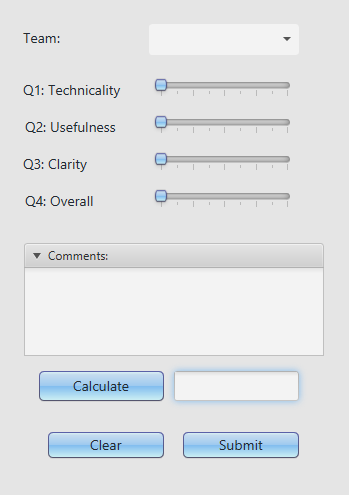 Team:
Q1: Technicality
Q2: Usefulness
Q3: Clarity
Q4: Overall
Comments:
Calculate
Clear Submit